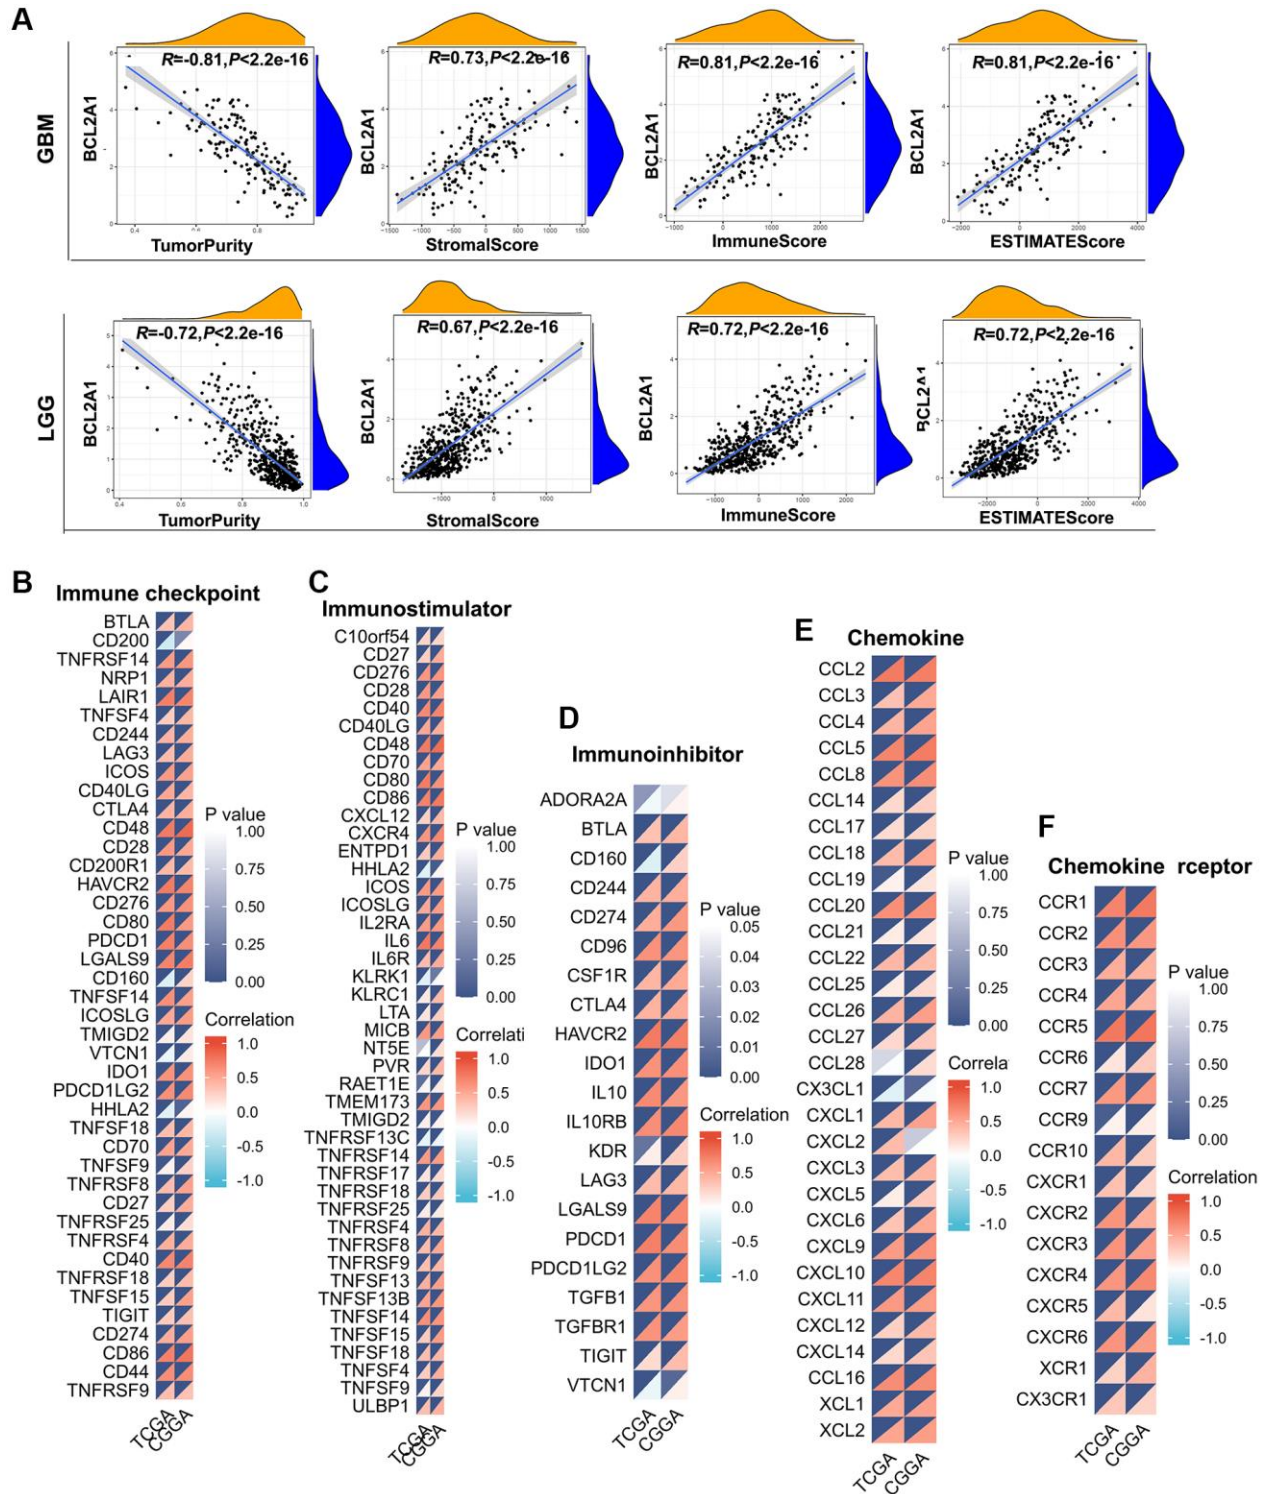 A
GBM
R=-0.81,P<2.2e-16
BCL2A1
TumorPurity
R=0.73,P<2.2e-16
BCL2A1
StromalScore
R=0.81,P<2.2e-16
BCL2A1
ImmuneScore
R=0.81,P<2.2e-16
BCL2A1
ESTIMATEScore
LGG
R=-0.72,P<2.2e-16
BCL2A1
TumorPurity
R=0.67,P<2.2e-16
BCL2A1
StromalScore
R=0.72,P<2.2e-16
BCL2A1
ImmuneScore
R=0.72,P<2.2e-16
BCL2A1
ESTIMATEScore
B
Immune checkpoint
BTLA
CD200
TNFRSF14
NRP1
LAIR1
TNFSF4
CD244
LAG3
ICOS
CD40LG
CTLA4
CD48
CD28
CD200R1
HAVCR2
CD276
CD80
PDCD1
LGALS9
CD160
TNFSF14
ICOSLG
TMIGD2
VTCN1
IDO1
PDCD1LG2
HHLA2
TNFSF18
CD70
TNFSF9
TNFRSF8
CD27
TNFRSF25
TNFRSF4
CD40
TNFRSF18
TNFSF15
TIGIT
CD274
CD86
CD44
TNFRSF9
TCGA
CGGA
P value
1.00
0.75
0.50
0.25
0.00
Correlation
1.0
0.5
0.0
-0.5
-1.0
C
Immunostimulator
C10orf54
CD27
CD276
CD28
CD40
CD40LG
CD48
CD70
CD80
CD86
CXCL12
CXCR4
ENTPD1
HHLA2
ICOS
ICOSLG
IL2RA
IL6
IL6R
KLRK1
KLRC1
LTA
MICB
NT5E
PVR
RAET1E
TMEM173
TMIGD2
TNFRSF13C
TNFRSF14
TNFRSF17
TNFRSF18
TNFRSF25
TNFRSF4
TNFRSF8
TNFRSF9
TNFSF13
TNFSF13B
TNFSF14
TNFSF15
TNFSF18
TNFSF4
TNFSF9
ULBP1
TCGA
CGGA
P value
1.00
0.75
0.50
0.25
0.00
Correlati
1.0
0.5
0.0
-0.5
-1.0
D
Immunoinhibitor
ADORA2A
BTLA
CD160
CD244
CD274
CD96
CSF1R
CTLA4
HAVCR2
IDO1
IL10
IL10RB
KDR
LAG3
LGALS9
PDCD1
PDCD1LG2
TGFB1
TGFBR1
TIGIT
VTCN1
TCGA
CGGA
P value
0.05
0.04
0.03
0.02
0.01
0.00
Correlation
1.0
0.5
0.0
-0.5
-1.0
E
Chemokine
CCL2
CCL3
CCL4
CCL5
CCL8
CCL14
CCL17
CCL18
CCL19
CCL20
CCL21
CCL22
CCL25
CCL26
CCL27
CCL28
CX3CL1
CXCL1
CXCL2
CXCL3
CXCL5
CXCL6
CXCL9
CXCL10
CXCL11
CXCL12
CXCL14
CCL16
XCL1
XCL2
TCGA
CGGA
P value
1.00
0.75
0.50
0.25
0.00
Correla
1.0
0.5
0.0
-0.5
-1.0
F
Chemokine rceptor
CCR1
CCR2
CCR3
CCR4
CCR5
CCR6
CCR7
CCR9
CCR10
CXCR1
CXCR2
CXCR3
CXCR4
CXCR5
CXCR6
XCR1
CX3CR1
TCGA
CGGA
P value
1.00
0.75
0.50
0.25
0.00
Correlation
1.0
0.5
0.0
-0.5
-1.0